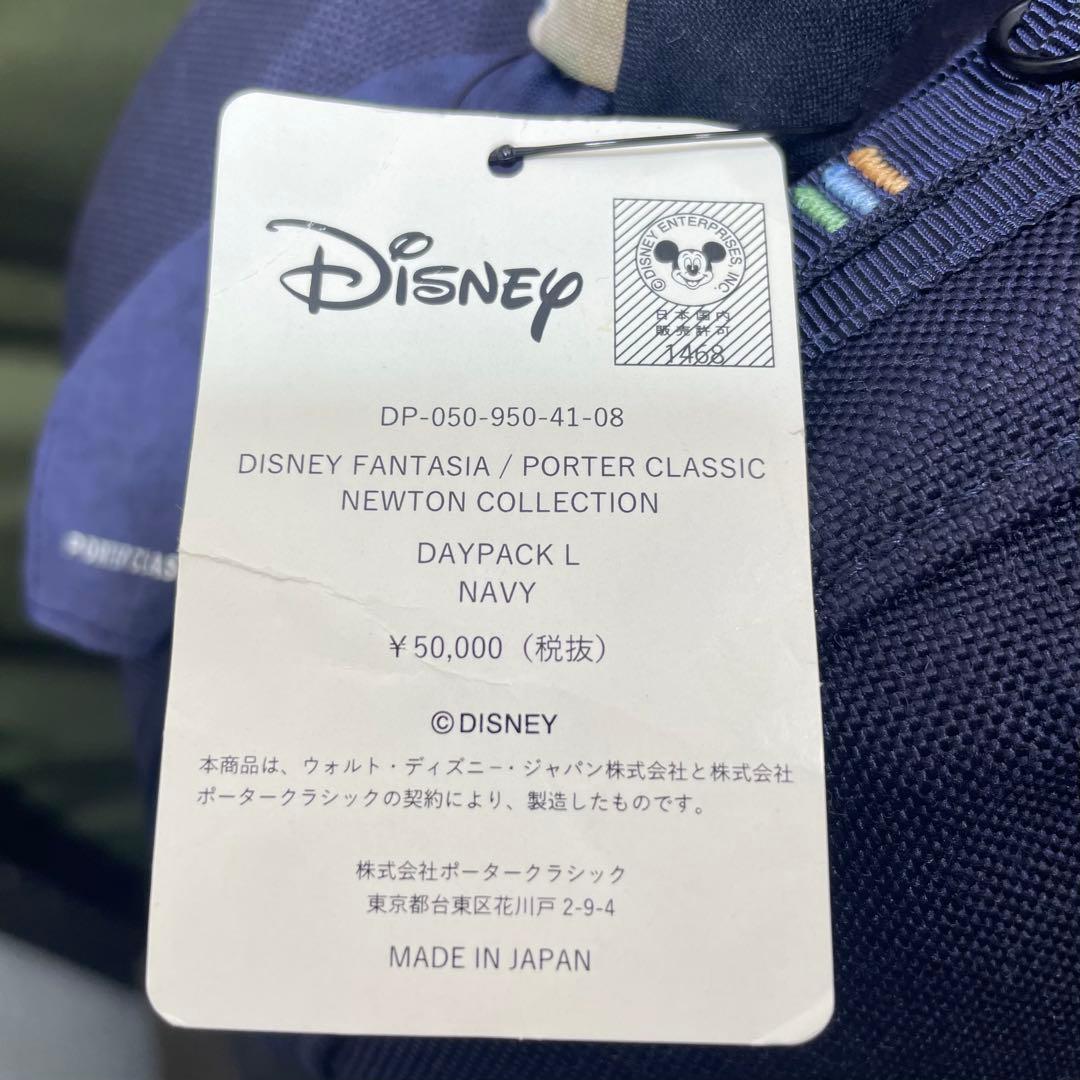 Disney
©DISNEY ENTERPRISES, INC.
日本国内
販売許可
1468
DP-050-950-41-08
DISNEY FANTASIA / PORTER CLASSIC
NEWTON COLLECTION
DAYPACK L
NAVY
¥50,000（税抜）
©DISNEY
本商品は、ウォルト・ディズニー・ジャパン株式会社と株式会社
ポータークラシックの契約により、製造したものです。
株式会社ポータークラシック
東京都台東区花川戸 2-9-4
MADE IN JAPAN